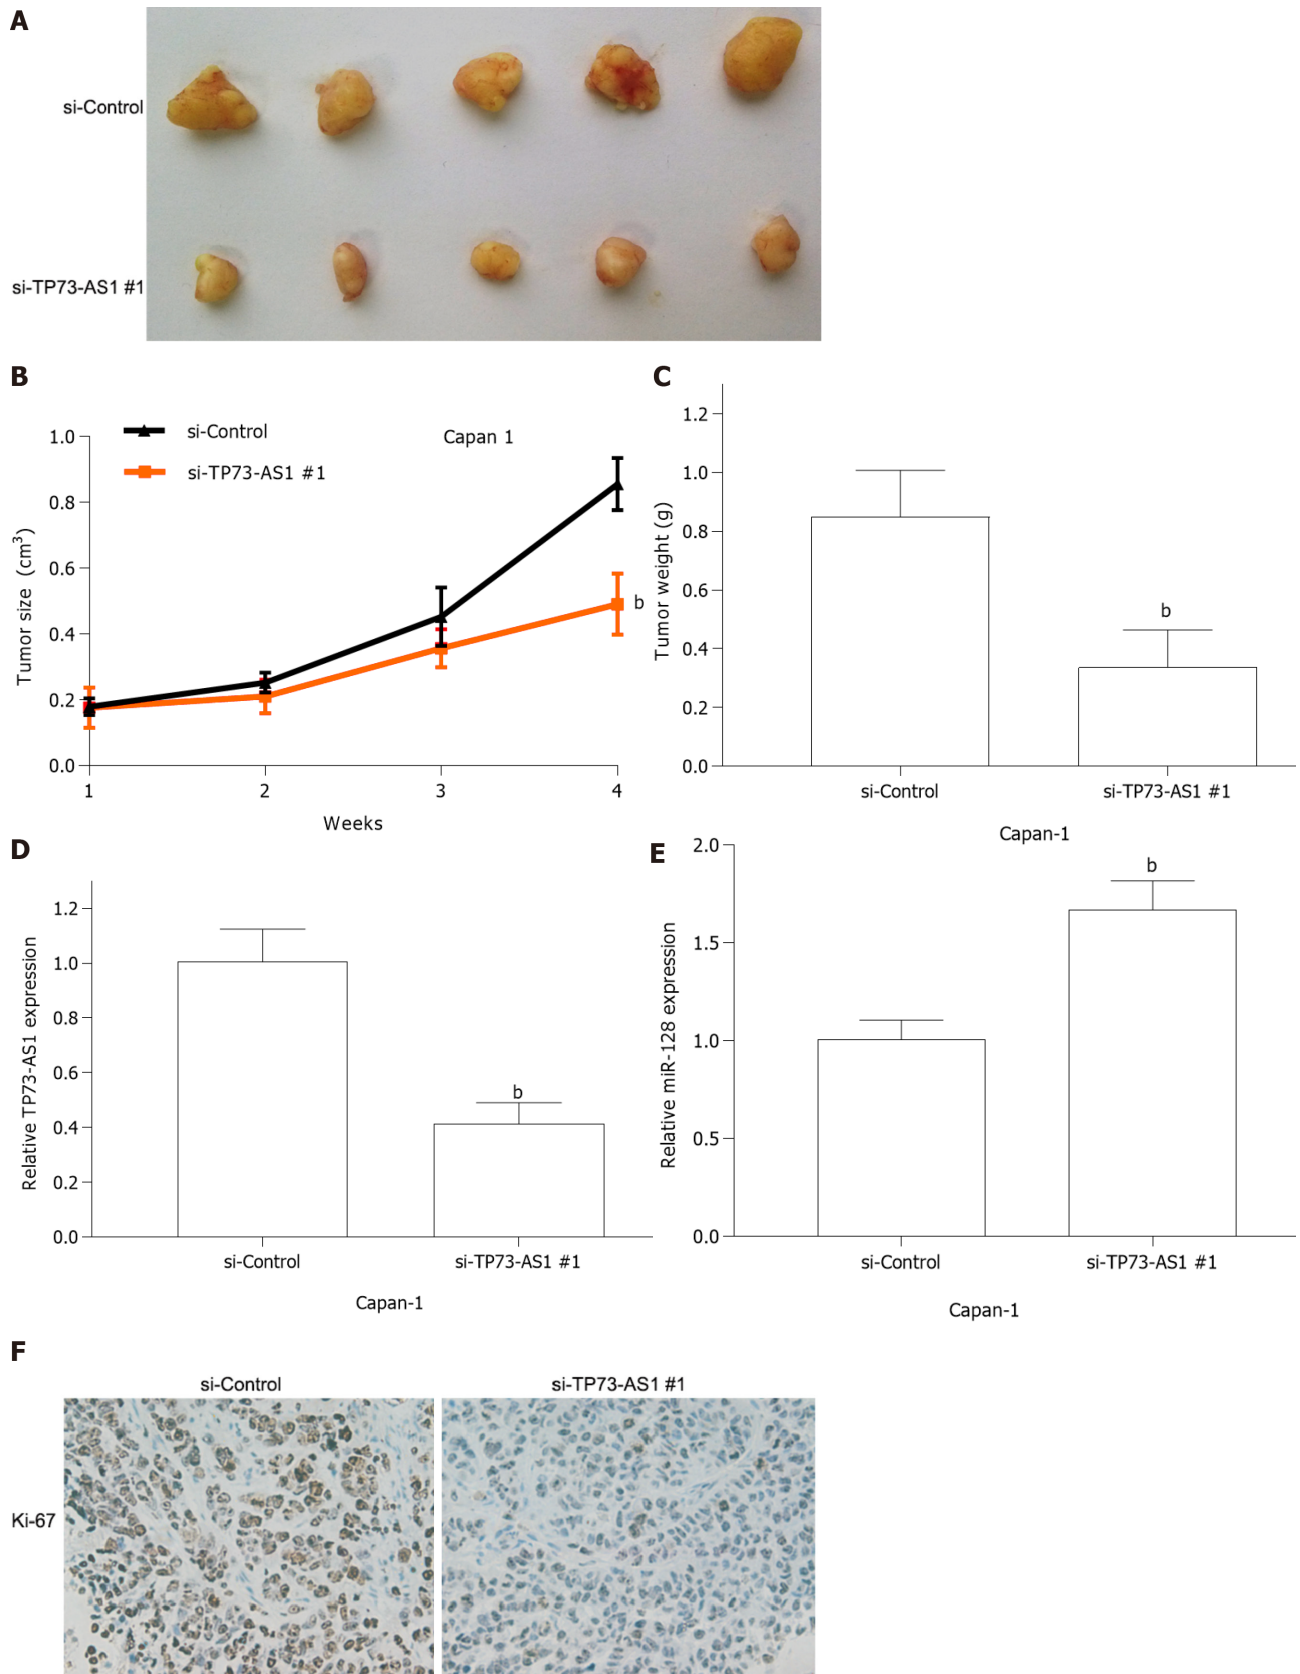 A
si-Control
si-TP73-AS1 #1
B
si-Control
si-TP73-AS1 #1
Capan 1
1.0
0.8
0.6
0.4
0.2
0.0
Tumor size (cm³)
b
1 2 3 4
Weeks
C
1.2
1.0
0.8
0.6
0.4
0.2
0.0
Tumor weight (g)
b
si-Control si-TP73-AS1 #1
Capan-1
D
1.2
1.0
0.8
0.6
0.4
0.2
0.0
Relative TP73-AS1 expression
b
si-Control si-TP73-AS1 #1
Capan-1
E
2.0
1.5
1.0
0.5
0.0
Relative miR-128 expression
b
si-Control si-TP73-AS1 #1
Capan-1
F
si-Control si-TP73-AS1 #1
Ki-67